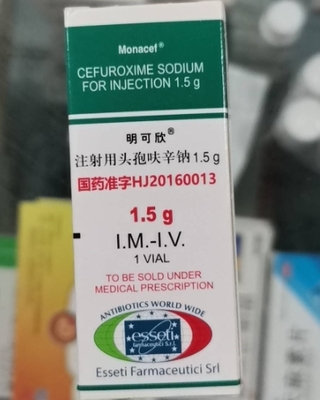 Monacef®
CEFUROXIME SODIUM
FOR INJECTION 1.5 g
明可欣®
注射用头孢呋辛钠1.5 g
国药准字HJ20160013
1.5 g
I.M.-I.V.
1 VIAL
TO BE SOLD UNDER
MEDICAL PRESCRIPTION
ANTIBIOTICS WORLD WIDE
esseti
farmaceutici S.r.l.
Esseti Farmaceutici Srl